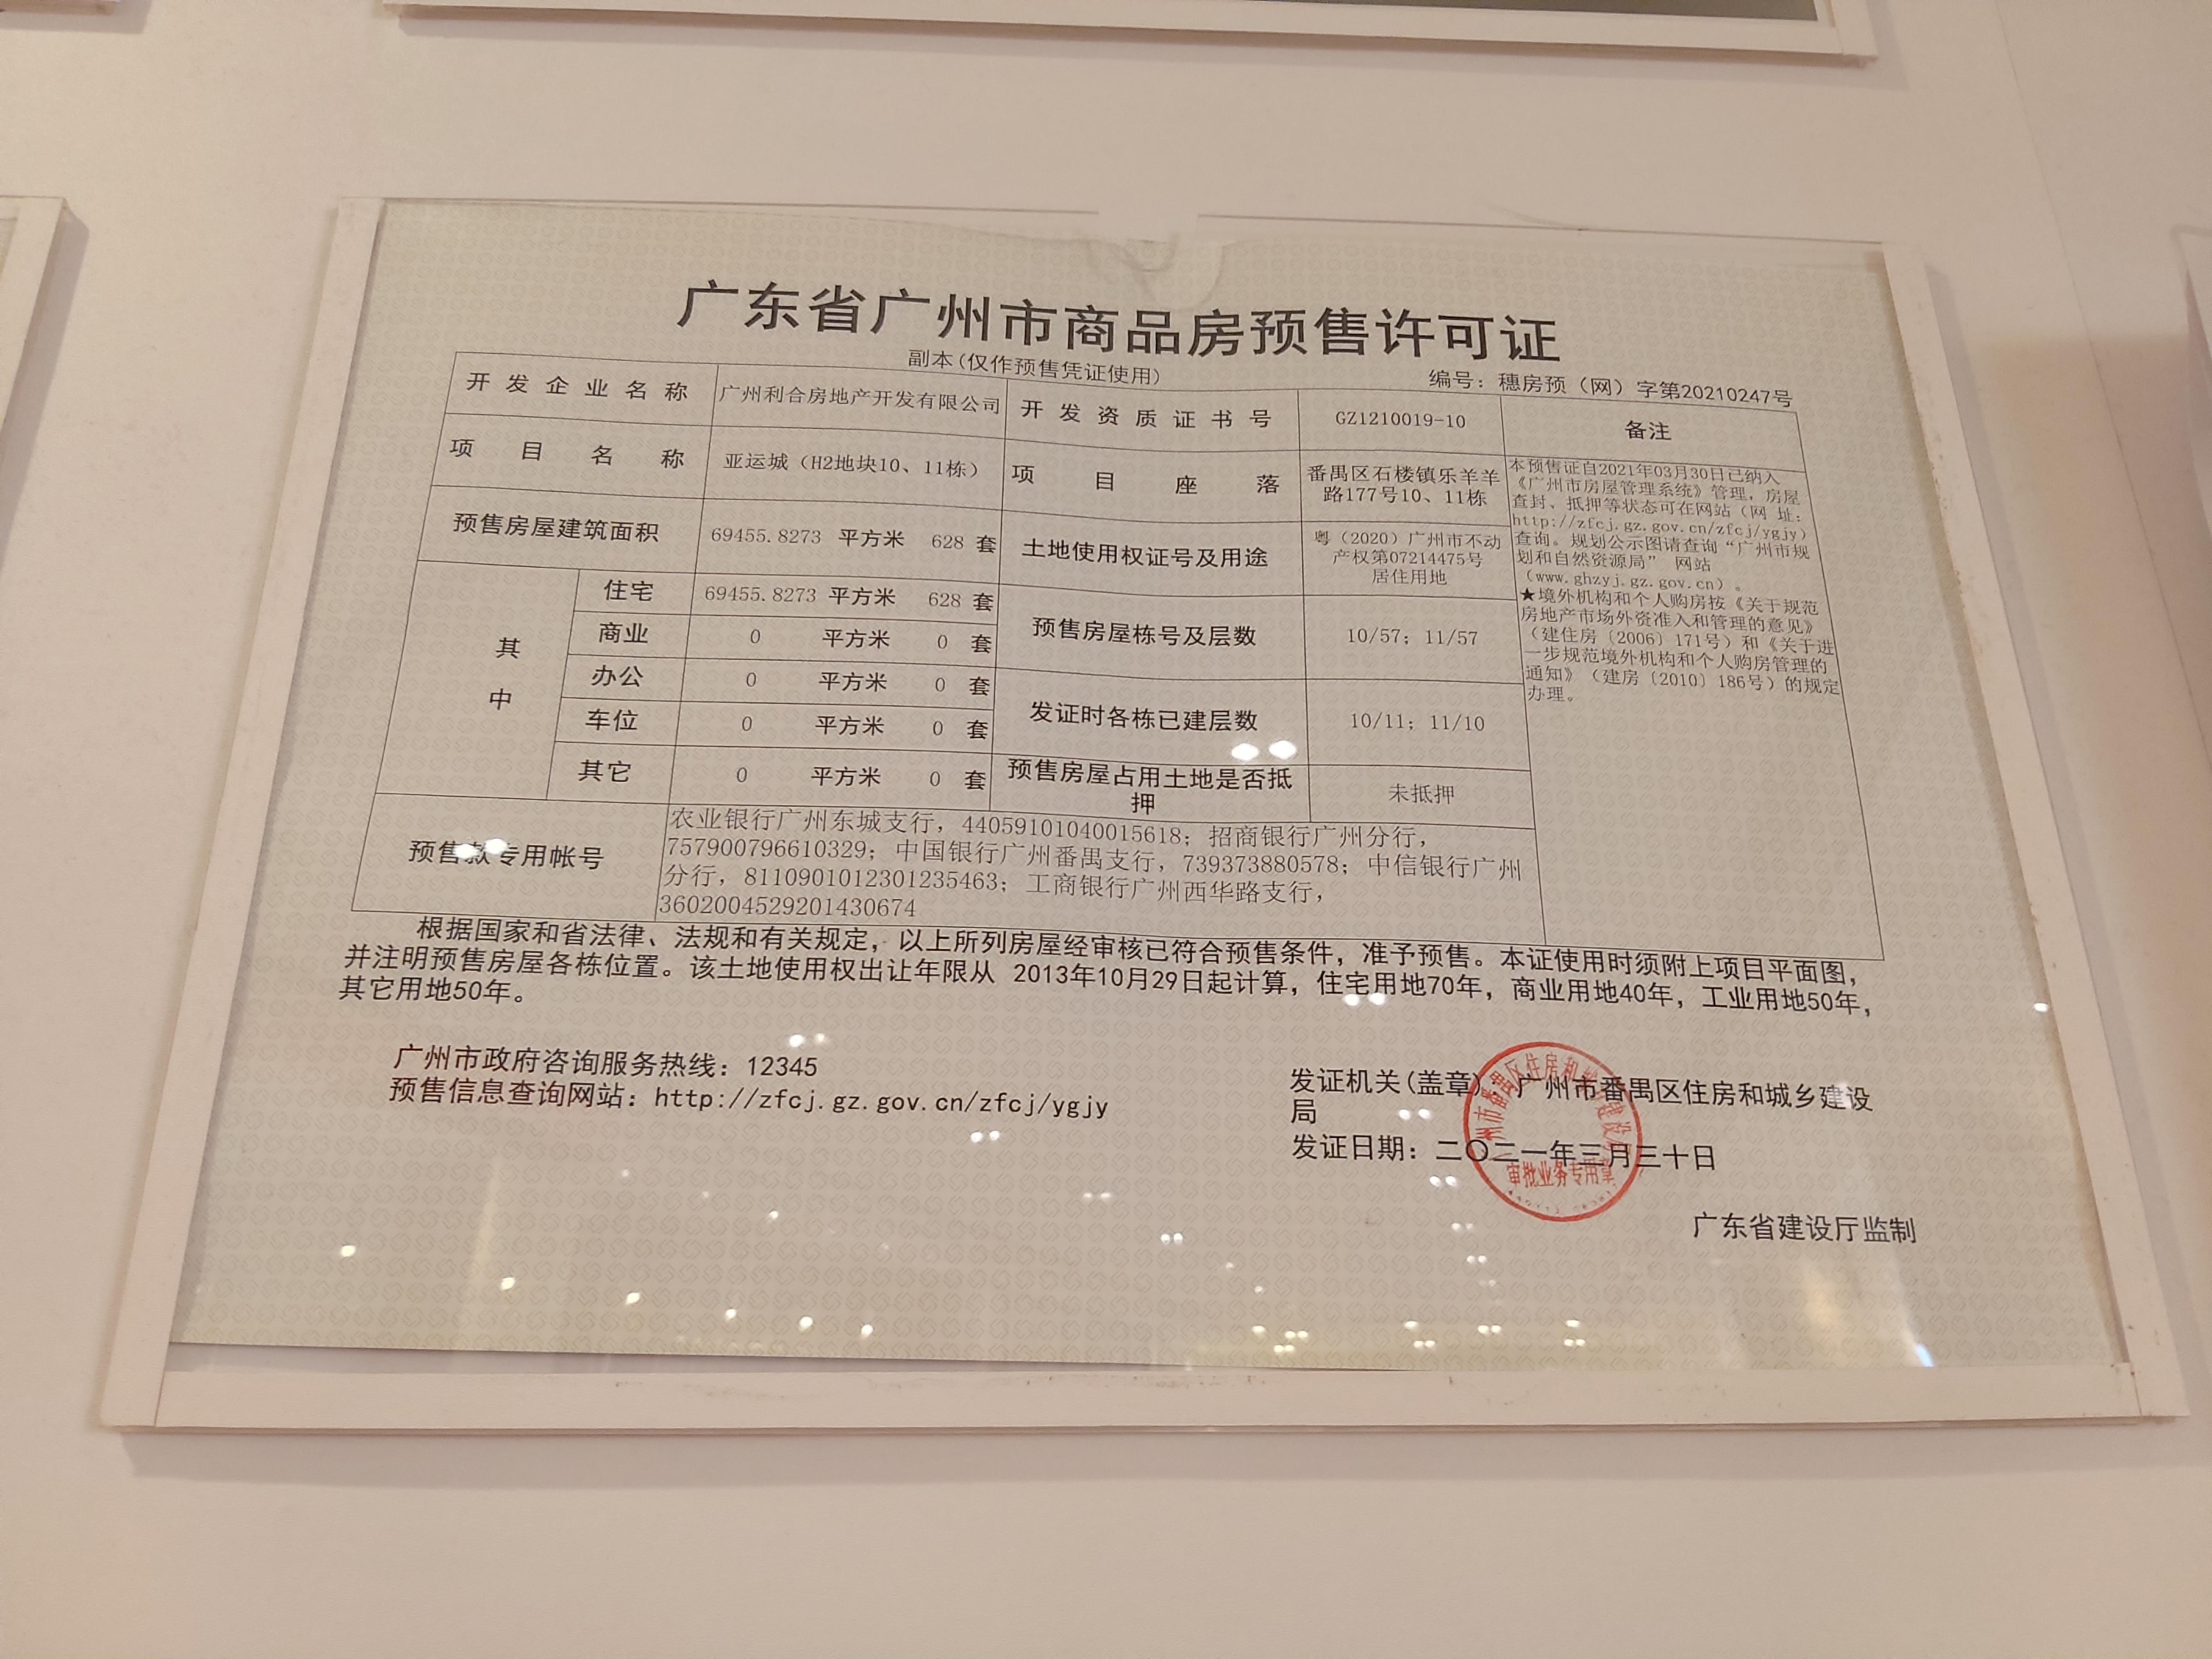 广东省广州市商品房预售许可证
副本(仅作预售凭证使用)
编号：穗房预（网）字第20210247号
开发企业名称
广州利合房地产开发有限公司
开发资质证书号
GZ1210019-10
备注
项目名称
亚运城（H2地块10、11栋）
项目座落
番禺区石楼镇乐羊羊
路177号10、11栋
预售房屋建筑面积
69455.8273 平方米 628 套
土地使用权证号及用途
粤（2020）广州市不动
产权第07214475号
居住用地
其中
住宅
69455.8273 平方米 628 套
商业
0 平方米 0 套
办公
0 平方米 0 套
车位
0 平方米 0 套
其它
0 平方米 0 套
预售房屋栋号及层数
10/57；11/57
发证时各栋已建层数
10/11；11/10
预售房屋占用土地是否抵
押
未抵押
本预售证自2021年03月30日已纳入
《广州市房屋管理系统》管理，房屋
查封、抵押等状态可在网站（网 址：
http://zfcj.gz.gov.cn/zfcj/ygjy）
查询。规划公示图请查询“广州市规
划和自然资源局” 网站
（www.ghzyj.gz.gov.cn）。
★境外机构和个人购房按《关于规范
房地产市场外资准入和管理的意见》
（建住房〔2006〕171号）和《关于进
一步规范境外机构和个人购房管理的
通知》（建房〔2010〕186号）的规定
办理。
预售款专用帐号
农业银行广州东城支行，44059101040015618；招商银行广州分行，
757900796610329；中国银行广州番禺支行，739373880578；中信银行广州
分行，8110901012301235463；工商银行广州西华路支行，
3602004529201430674
根据国家和省法律、法规和有关规定，以上所列房屋经审核已符合预售条件，准予预售。本证使用时须附上项目平面图，
并注明预售房屋各栋位置。该土地使用权出让年限从 2013年10月29日起计算，住宅用地70年，商业用地40年，工业用地50年，
其它用地50年。
广州市政府咨询服务热线：12345
预售信息查询网站：http://zfcj.gz.gov.cn/zfcj/ygjy
发证机关(盖章)：广州市番禺区住房和城乡建设
局
发证日期：二〇二一年三月三十日
审批业务专用章
广东省建设厅监制